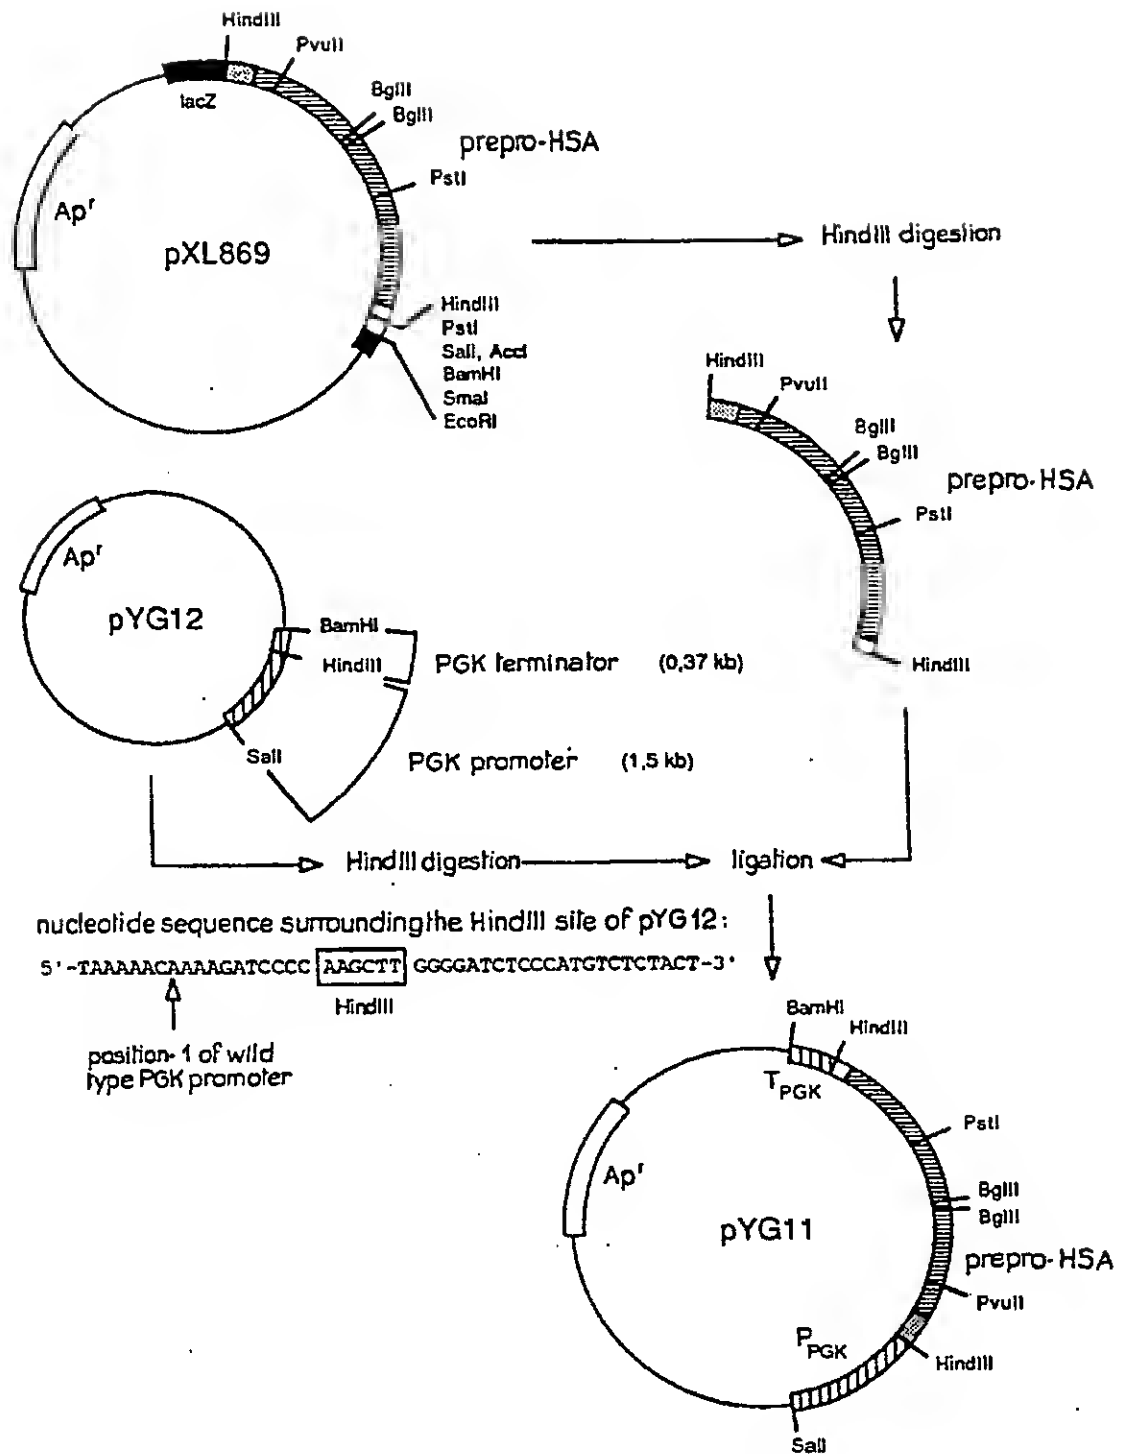 HindIII
PvuII
lacZ
BglII
BglII
prepro-HSA
PstI
Apʳ
pXL869
HindIII digestion
HindIII
PstI
SalI, AccI
BamHI
SmaI
EcoRI
HindIII
PvuII
BglII
BglII
prepro-HSA
PstI
HindIII
Apʳ
pYG12
BamHI
HindIII
PGK terminator (0,37 kb)
SalI
PGK promoter (1,5 kb)
HindIII digestion
ligation
nucleotide sequence surrounding the HindIII site of pYG12:
5'-TAAAAACAAAAGATCCCC AAGCTT GGGGATCTCCCATGTCTCTACT-3'
HindIII
position-1 of wild
type PGK promoter
BamHI
HindIII
T PGK
PstI
Apʳ
BglII
BglII
pYG11
prepro-HSA
PvuII
P PGK
HindIII
SalI